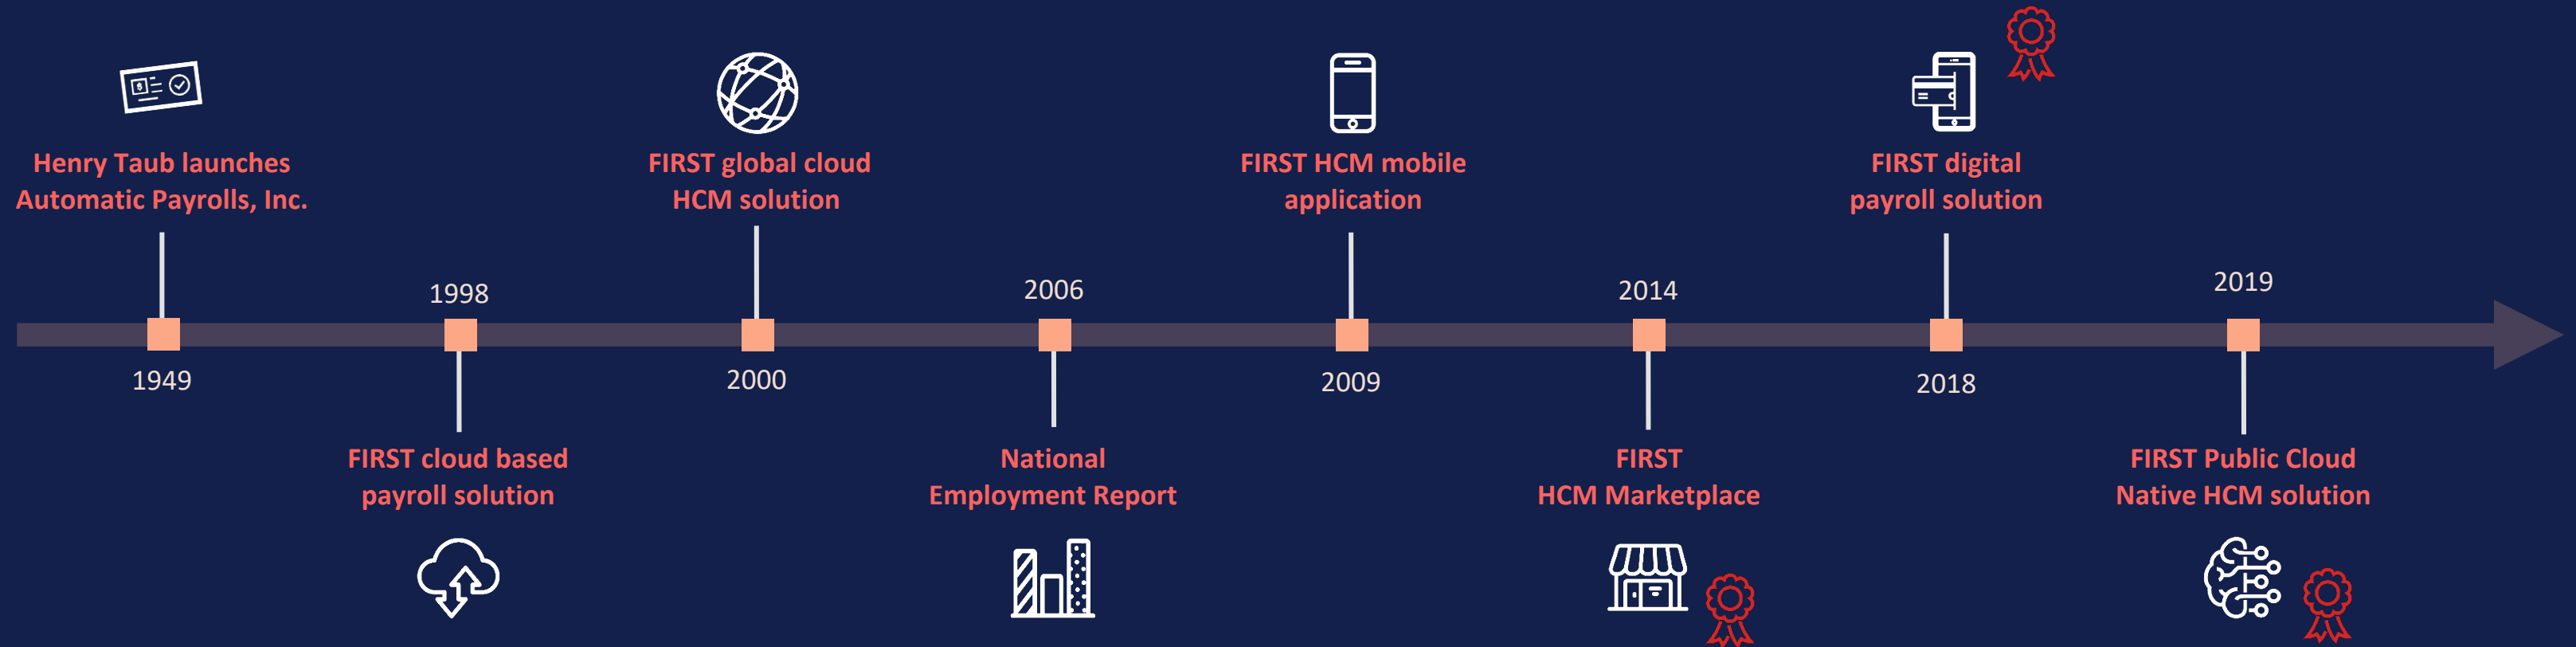 Henry Taub launches
Automatic Payrolls, Inc.
1949
1998
FIRST cloud based
payroll solution
FIRST global cloud
HCM solution
2000
2006
National
Employment Report
FIRST HCM mobile
application
2009
2014
FIRST
HCM Marketplace
FIRST digital
payroll solution
2018
2019
FIRST Public Cloud
Native HCM solution